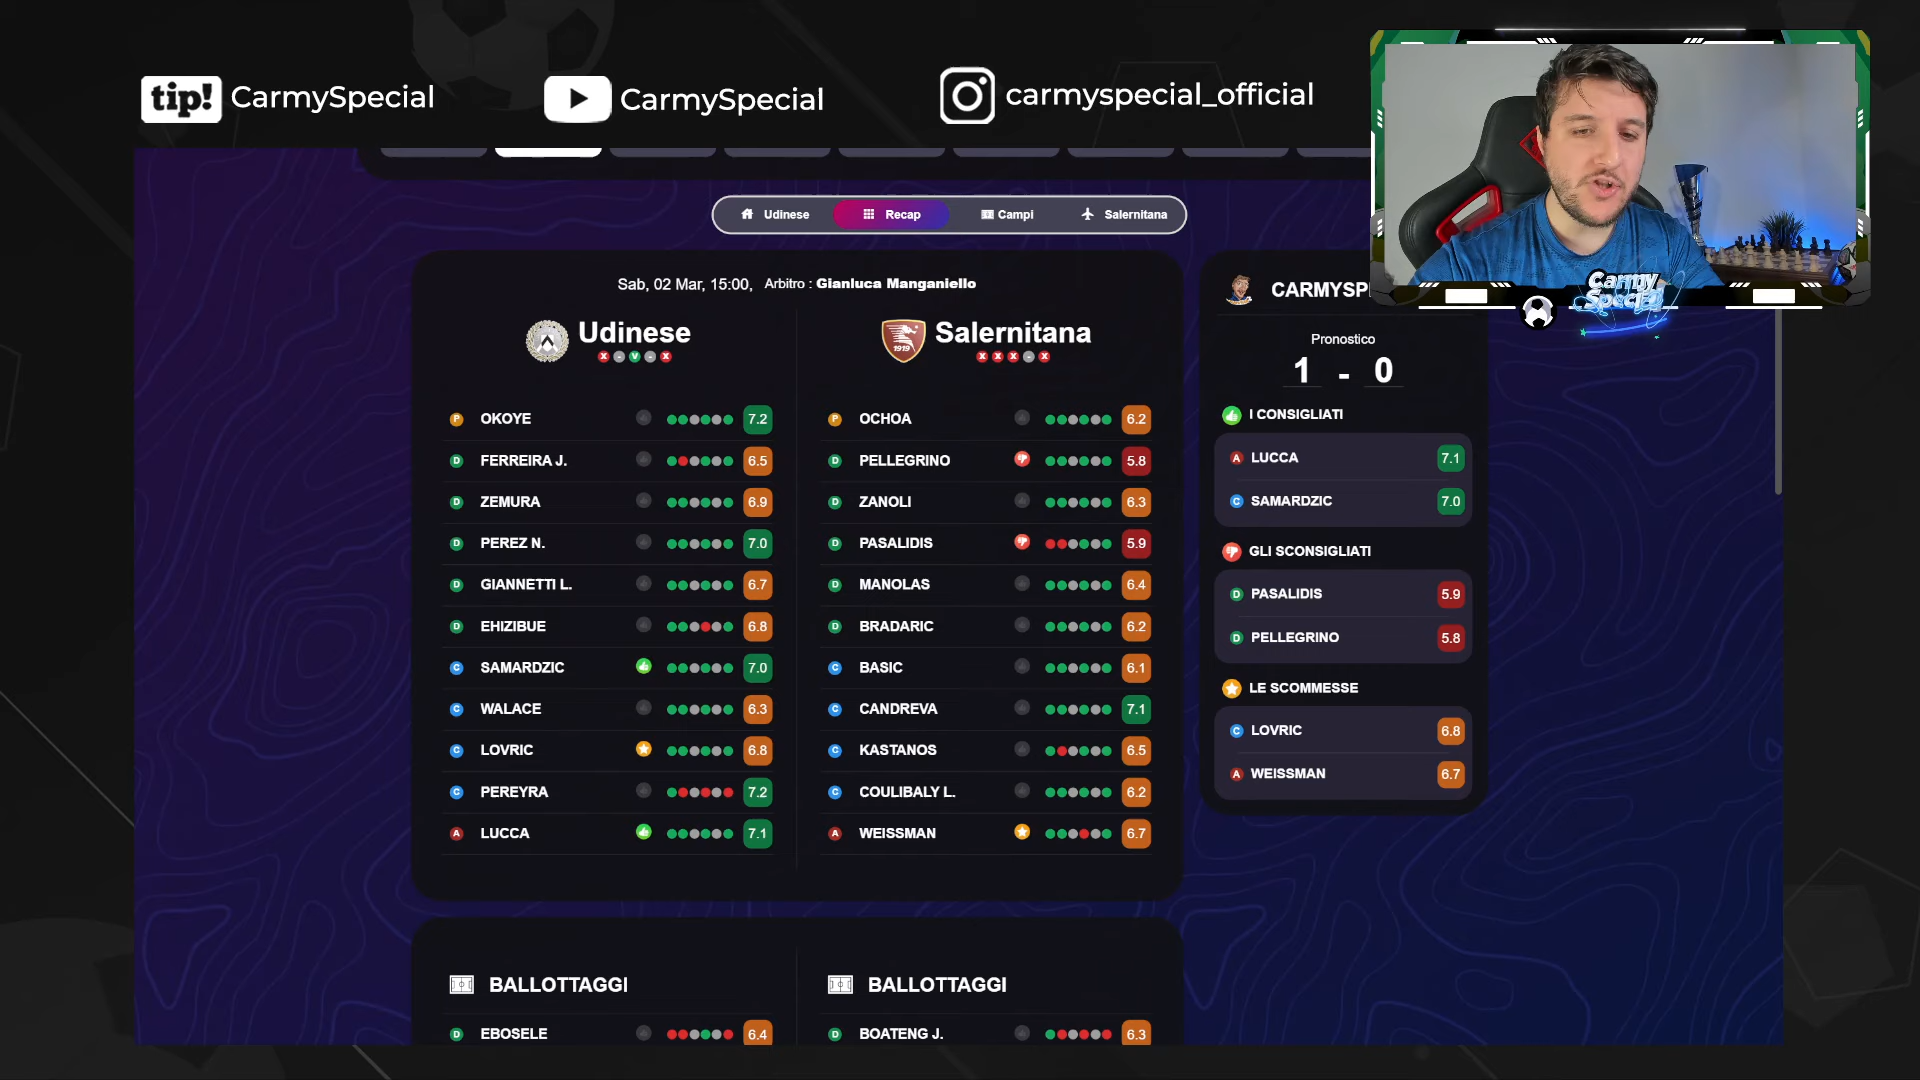 tip! CarmySpecial
CarmySpecial
carmyspecial_official
Udinese
Recap
Campi
Salernitana
Sab, 02 Mar, 15:00, Arbitro : Gianluca Manganiello
Udinese
X - V - X
OKOYE 7.2
P
D FERREIRA J. 6.5
D ZEMURA 6.9
D PEREZ N. 7.0
D GIANNETTI L. 6.7
D EHIZIBUE 6.8
C SAMARDZIC 7.0
C WALACE 6.3
C LOVRIC 6.8
C PEREYRA 7.2
A LUCCA 7.1
1919
Salernitana
X X X - X
P OCHOA 6.2
D PELLEGRINO 5.8
D ZANOLI 6.3
D PASALIDIS 5.9
D MANOLAS 6.4
D BRADARIC 6.2
C BASIC 6.1
C CANDREVA 7.1
C KASTANOS 6.5
C COULIBALY L. 6.2
A WEISSMAN 6.7
CARMYSP
Carmy
Special
Pronostico
1 - 0
I CONSIGLIATI
A LUCCA 7.1
C SAMARDZIC 7.0
GLI SCONSIGLIATI
D PASALIDIS 5.9
D PELLEGRINO 5.8
LE SCOMMESSE
C LOVRIC 6.8
A WEISSMAN 6.7
BALLOTTAGGI
D EBOSELE 6.4
BALLOTTAGGI
D BOATENG J. 6.3